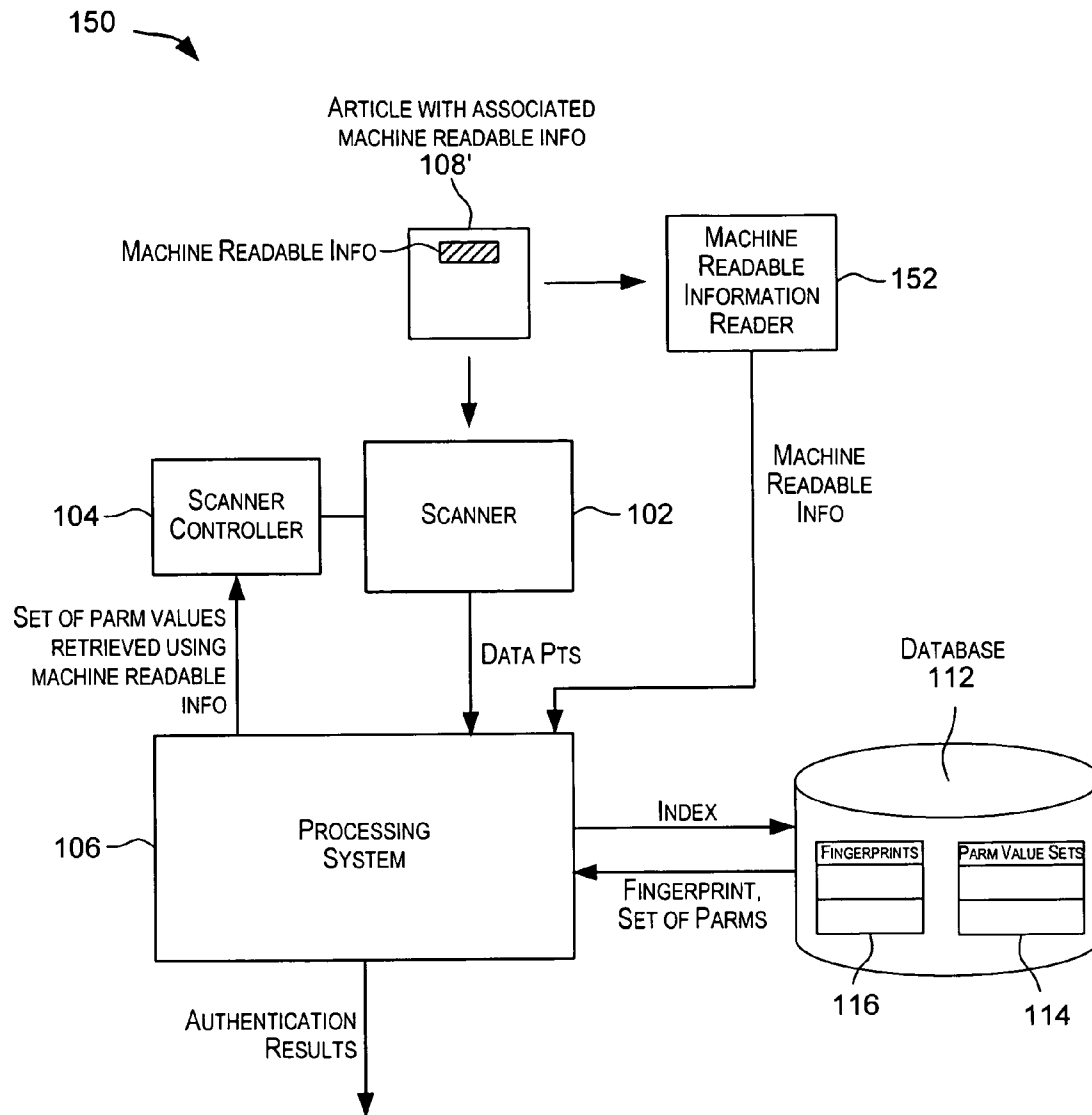 150
ARTICLE WITH ASSOCIATED
MACHINE READABLE INFO
108'
MACHINE READABLE INFO
MACHINE
READABLE
INFORMATION
READER
152
SCANNER
CONTROLLER
104
SCANNER
102
MACHINE
READABLE
INFO
SET OF PARM VALUES
RETRIEVED USING
MACHINE READABLE
INFO
DATA PTS
DATABASE
112
PROCESSING
SYSTEM
106
INDEX
FINGERPRINT,
SET OF PARMS
FINGERPRINTS
PARM VALUE SETS
116
114
AUTHENTICATION
RESULTS